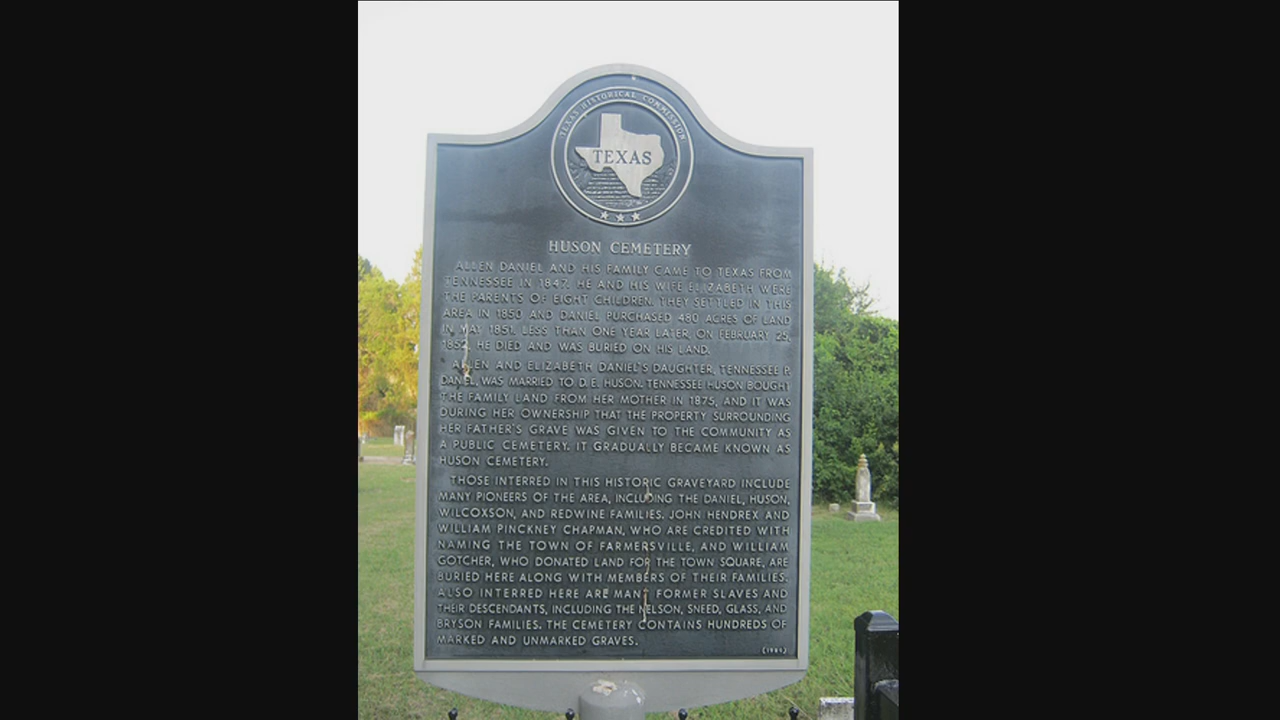 TEXAS HISTORICAL COMMISSION
TEXAS
HUSON CEMETERY
ALLEN DANIEL AND HIS FAMILY CAME TO TEXAS FROM
TENNESSEE IN 1847. HE AND HIS WIFE ELIZABETH WERE
THE PARENTS OF EIGHT CHILDREN. THEY SETTLED IN THIS
AREA IN 1850 AND DANIEL PURCHASED 480 ACRES OF LAND
IN MAY 1851. LESS THAN ONE YEAR LATER, ON FEBRUARY 25,
1852, HE DIED AND WAS BURIED ON HIS LAND.
ALLEN AND ELIZABETH DANIEL'S DAUGHTER, TENNESSEE P.
DANIEL, WAS MARRIED TO D.E. HUSON. TENNESSEE HUSON BOUGHT
THE FAMILY LAND FROM HER MOTHER IN 1875, AND IT WAS
DURING HER OWNERSHIP THAT THE PROPERTY SURROUNDING
HER FATHER'S GRAVE WAS GIVEN TO THE COMMUNITY AS
A PUBLIC CEMETERY. IT GRADUALLY BECAME KNOWN AS
HUSON CEMETERY.
THOSE INTERRED IN THIS HISTORIC GRAVEYARD INCLUDE
MANY PIONEERS OF THE AREA, INCLUDING THE DANIEL, HUSON,
WILCOXSON, AND REDWINE FAMILIES. JOHN HENDREX AND
WILLIAM PINCKNEY CHAPMAN, WHO ARE CREDITED WITH
NAMING THE TOWN OF FARMERSVILLE, AND WILLIAM
GOTCHER, WHO DONATED LAND FOR THE TOWN SQUARE, ARE
BURIED HERE ALONG WITH MEMBERS OF THEIR FAMILIES.
ALSO INTERRED HERE ARE MANY FORMER SLAVES AND
THEIR DESCENDANTS, INCLUDING THE NELSON, SNEED, GLASS, AND
BRYSON FAMILIES. THE CEMETERY CONTAINS HUNDREDS OF
MARKED AND UNMARKED GRAVES.